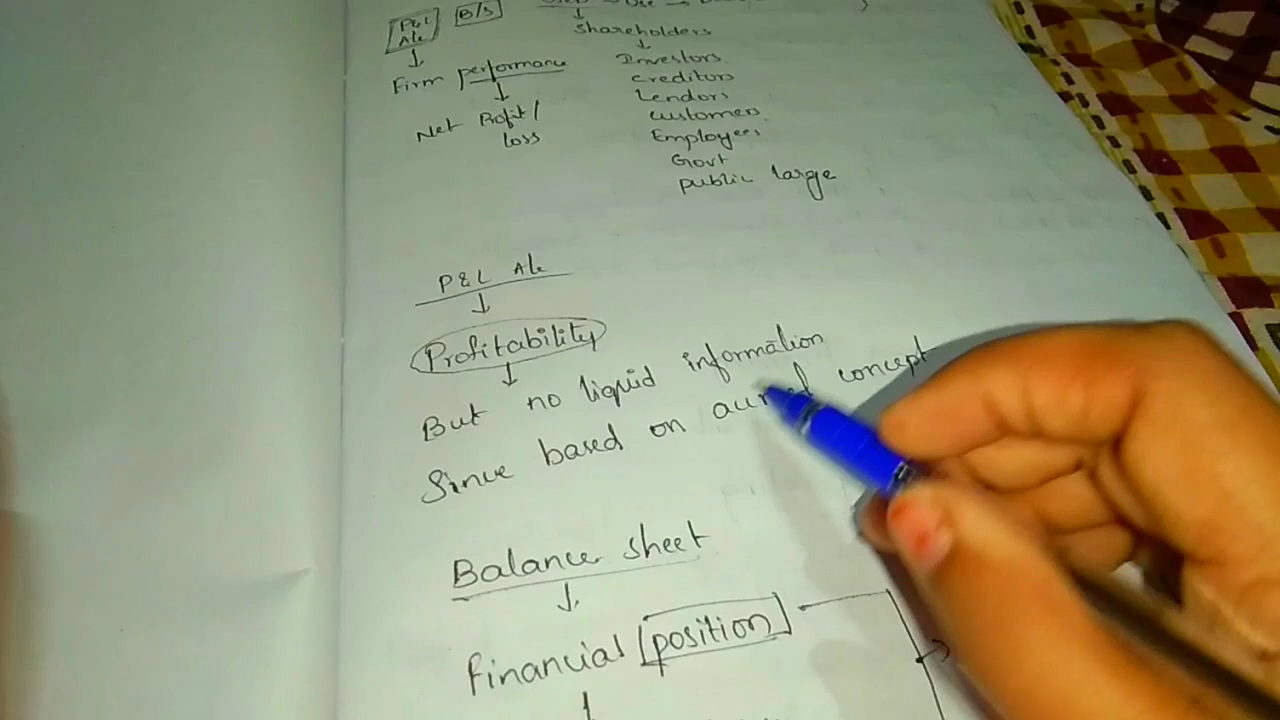 P&L
A/c
B/S
Shareholders
Investors
Firm performance
creditors
Lendors
Net Profit/
loss
customers
Employees
Govt
public large
P&L A/c
Profitability
But no liquid information
Since based on concept
Balance sheet
Financial position